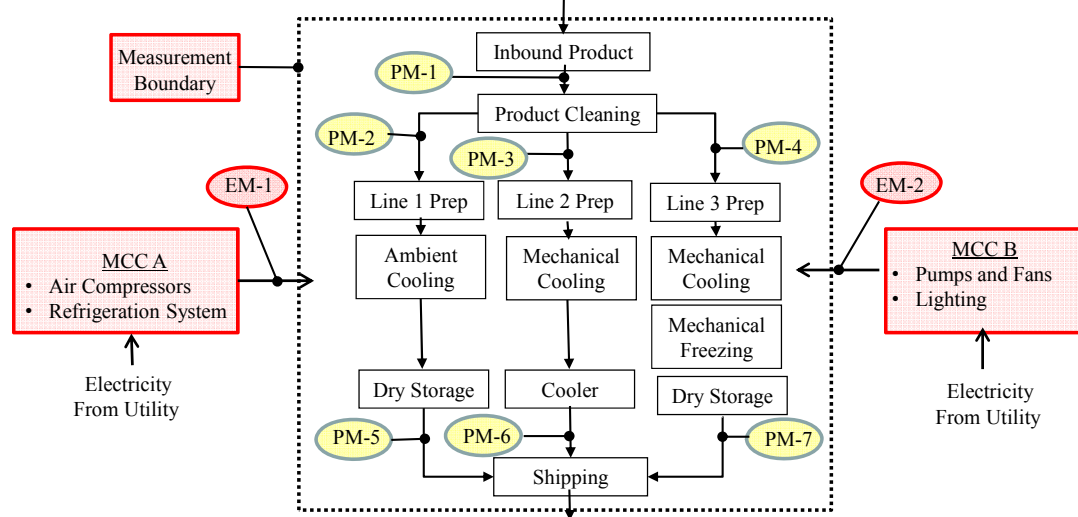 Inbound Product
Measurement
Boundary
PM-1
Product Cleaning
PM-2
PM-3
PM-4
EM-1
EM-2
Line 1 Prep
Line 2 Prep
Line 3 Prep
MCC A
• Air Compressors
• Refrigeration System
Ambient
Cooling
Mechanical
Cooling
Mechanical
Cooling
MCC B
• Pumps and Fans
• Lighting
Mechanical
Freezing
Electricity
From Utility
Dry Storage
Cooler
Dry Storage
Electricity
From Utility
PM-5
PM-6
PM-7
Shipping